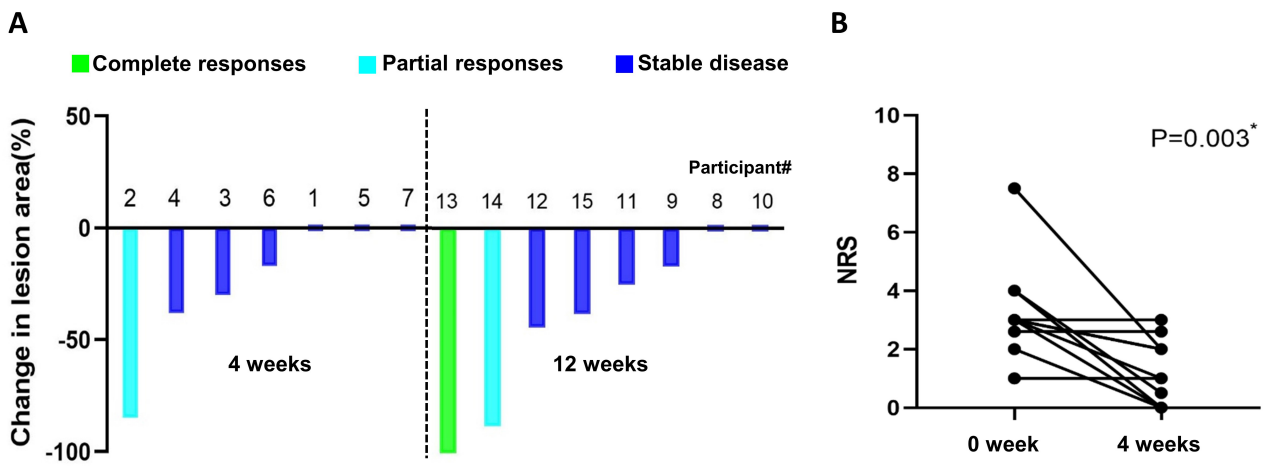 A
B
Complete responses Partial responses Stable disease
Change in lesion area(%)
50
0
-50
-100
Participant#
2 4 3 6 1 5 7 13 14 12 15 11 9 8 10
4 weeks 12 weeks
NRS
10
8
6
4
2
0
P=0.003*
0 week 4 weeks